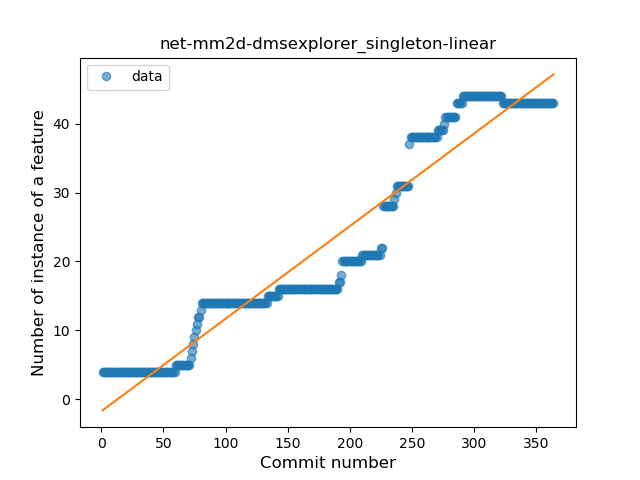 net-mm2d-dmsexplorer_singleton-linear
data
Number of instance of a feature
40
30
20
10
0
0 50 100 150 200 250 300 350
Commit number